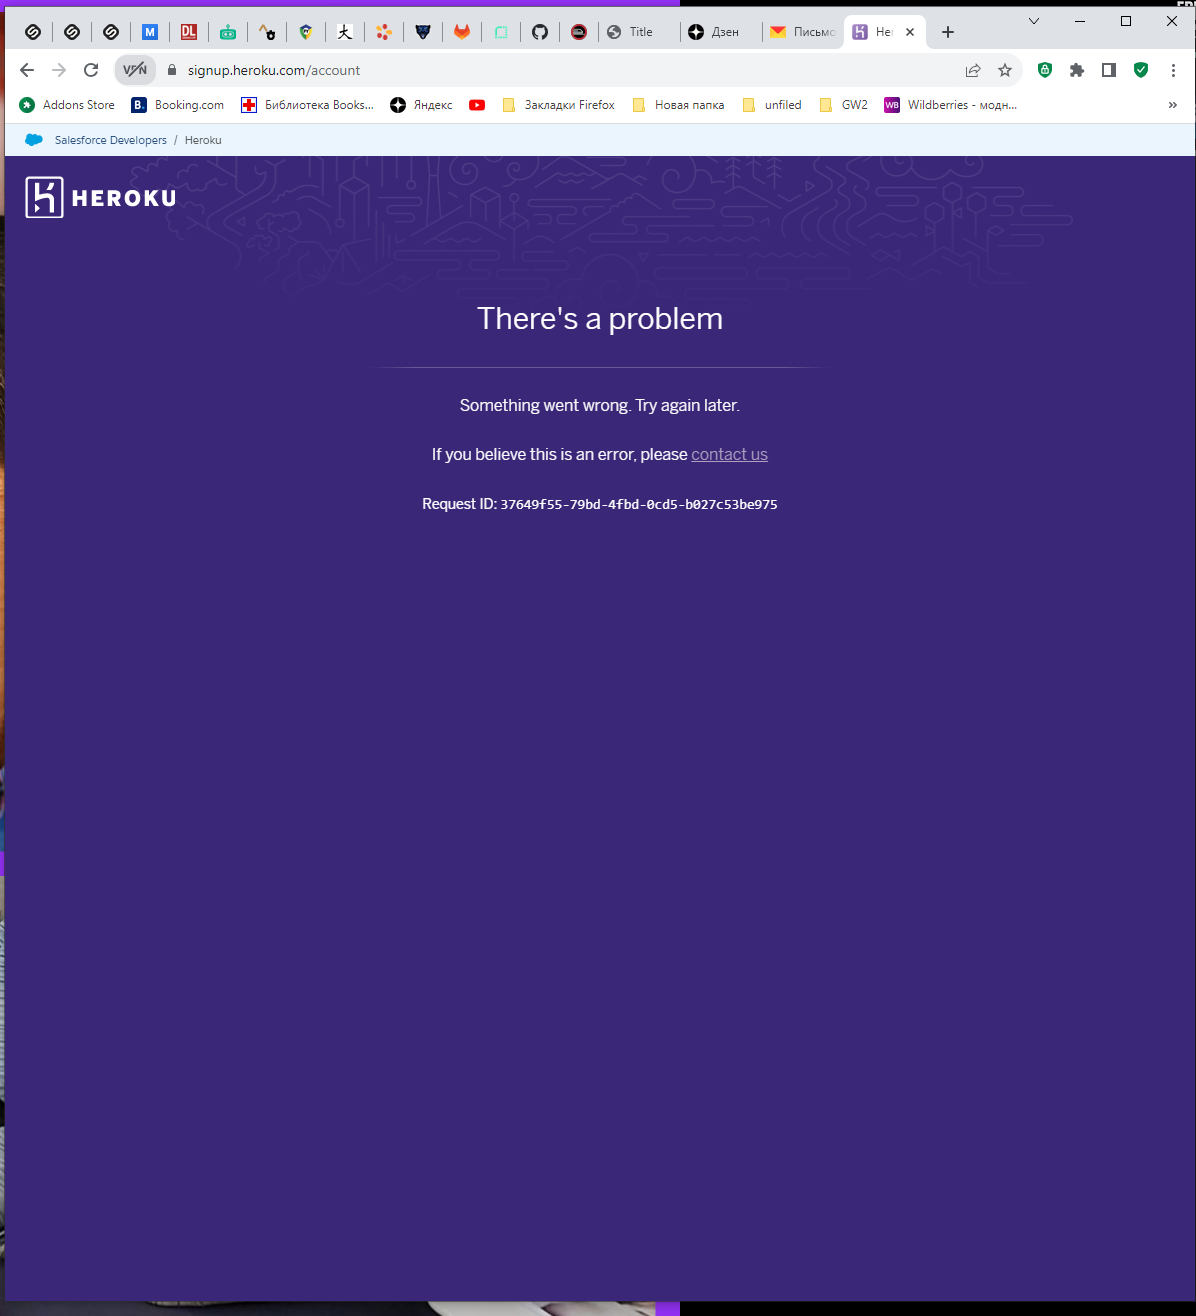 M
DL
Title
Дзен
Письмо
Her
VPN
signup.heroku.com/account
Addons Store
B.
Booking.com
Библиотека Books...
Яндекс
Закладки Firefox
Новая папка
unfiled
GW2
WB
Wildberries - модн...
»
Salesforce Developers / Heroku
HEROKU
There's a problem
Something went wrong. Try again later.
If you believe this is an error, please contact us
Request ID: 37649f55-79bd-4fbd-0cd5-b027c53be975